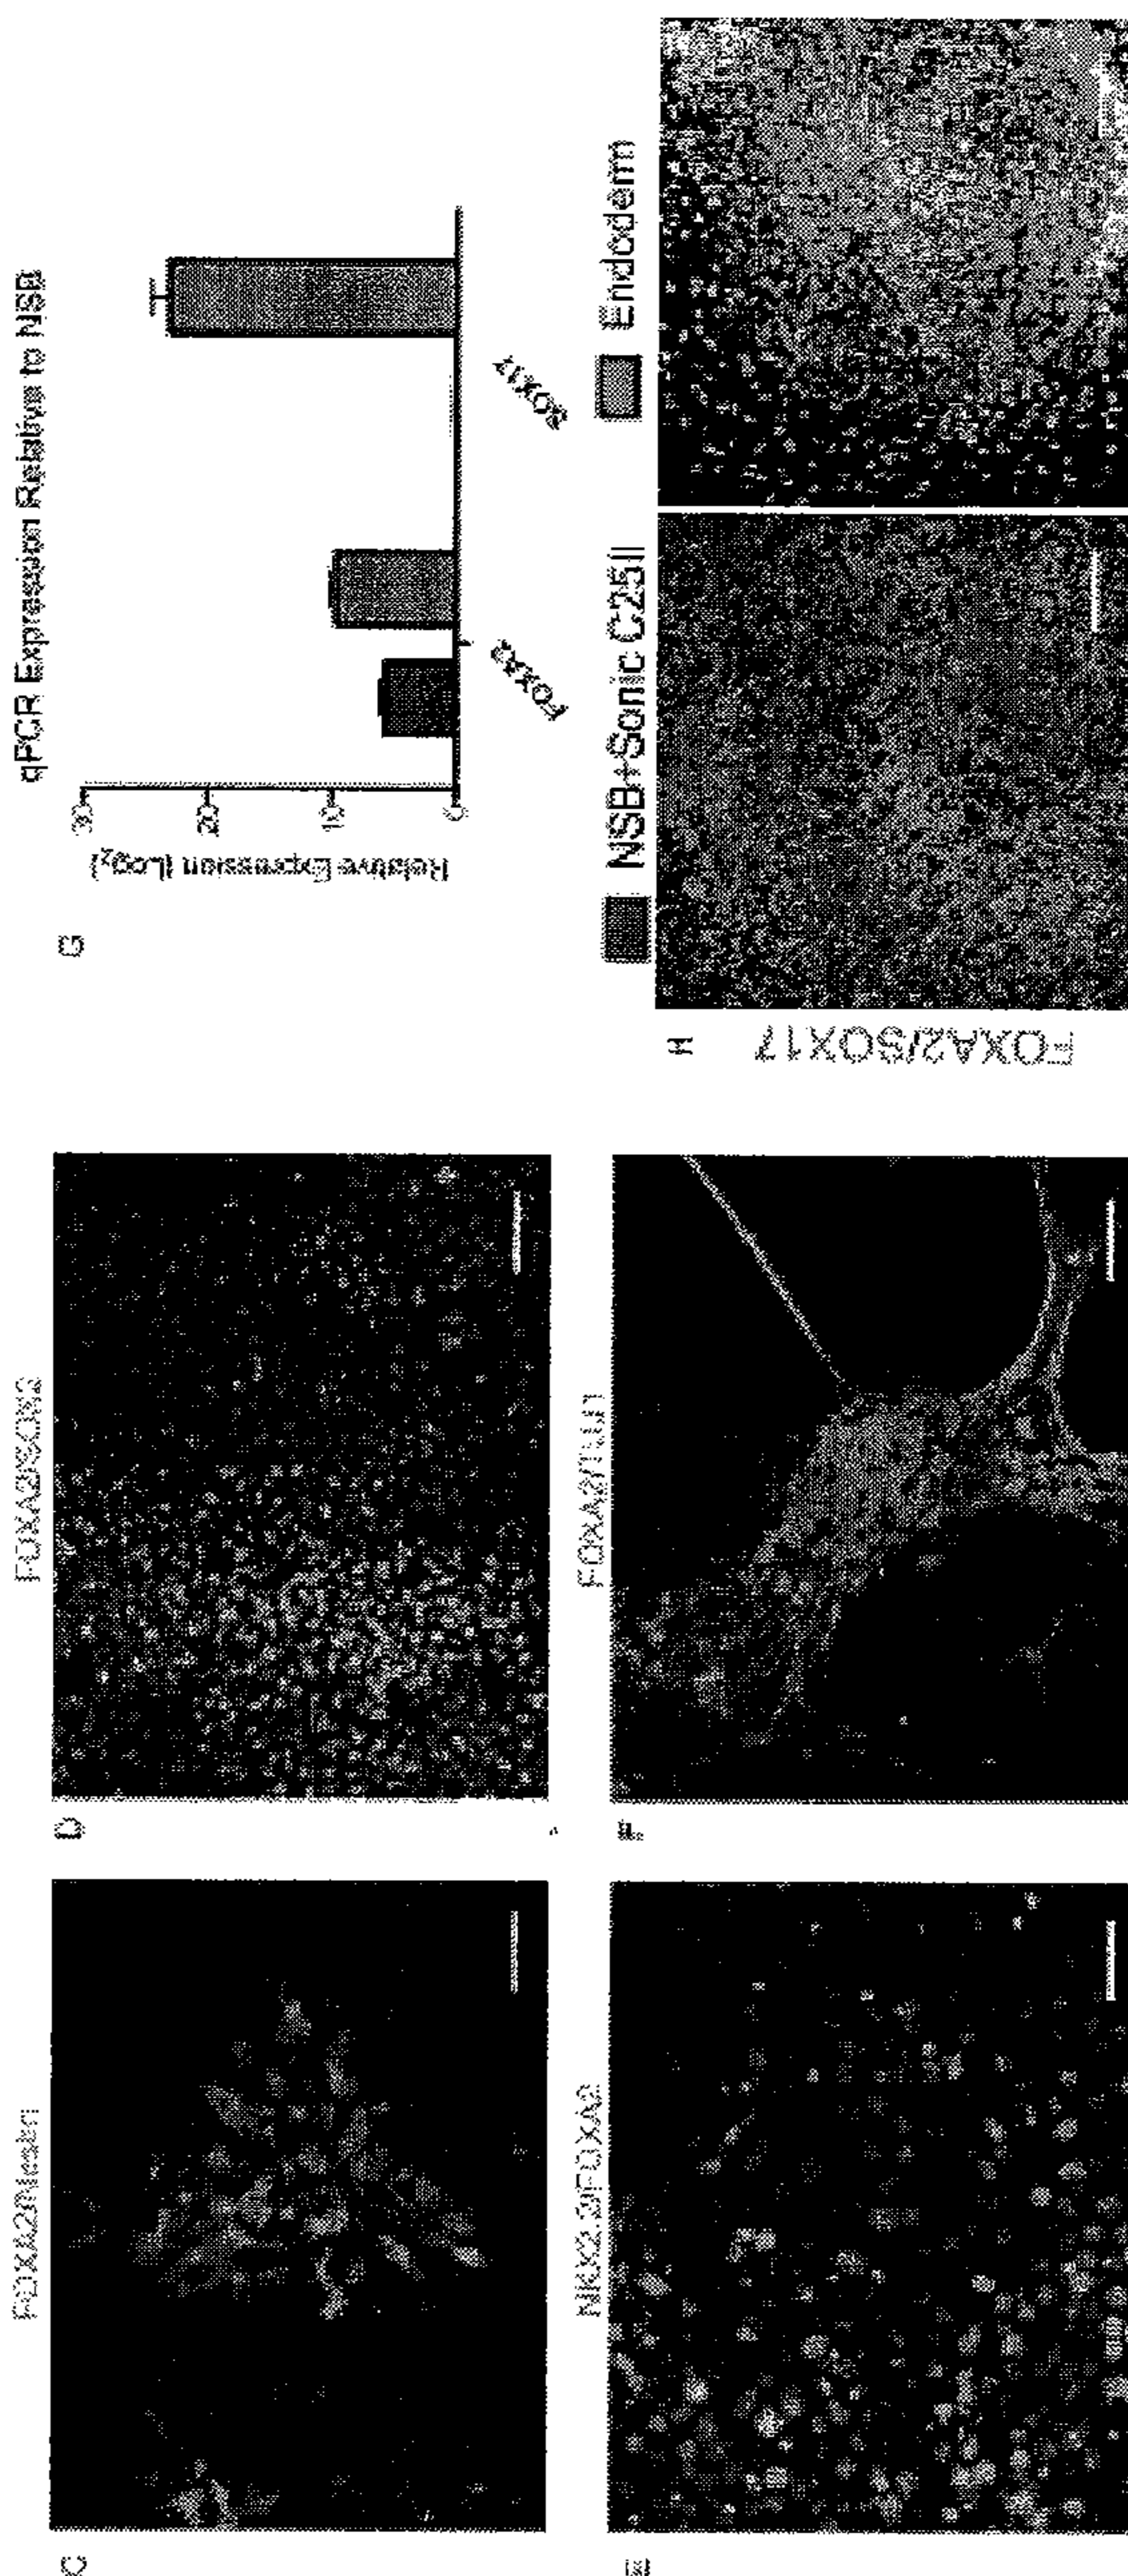 C
FOXA2/Nestin
D
FOXA2/SOX2
E
NKX2.2/FOXA2
F
FOXA2/TUJ1
G
qPCR Expression Relative to NSB
Relative Expression (Log2)
30
20
10
0
FOXA2
SOX17
NSB+Sonic C25II
Endoderm
H
FOXA2/SOX17